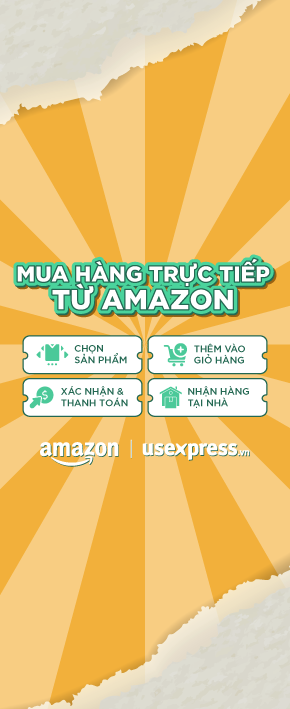 MUA HÀNG TRỰC TIẾP
TỪ AMAZON
CHỌN
SẢN PHẨM
THÊM VÀO
GIỎ HÀNG
XÁC NHẬN &
THANH TOÁN
NHẬN HÀNG
TẠI NHÀ
amazon | usexpress.vn